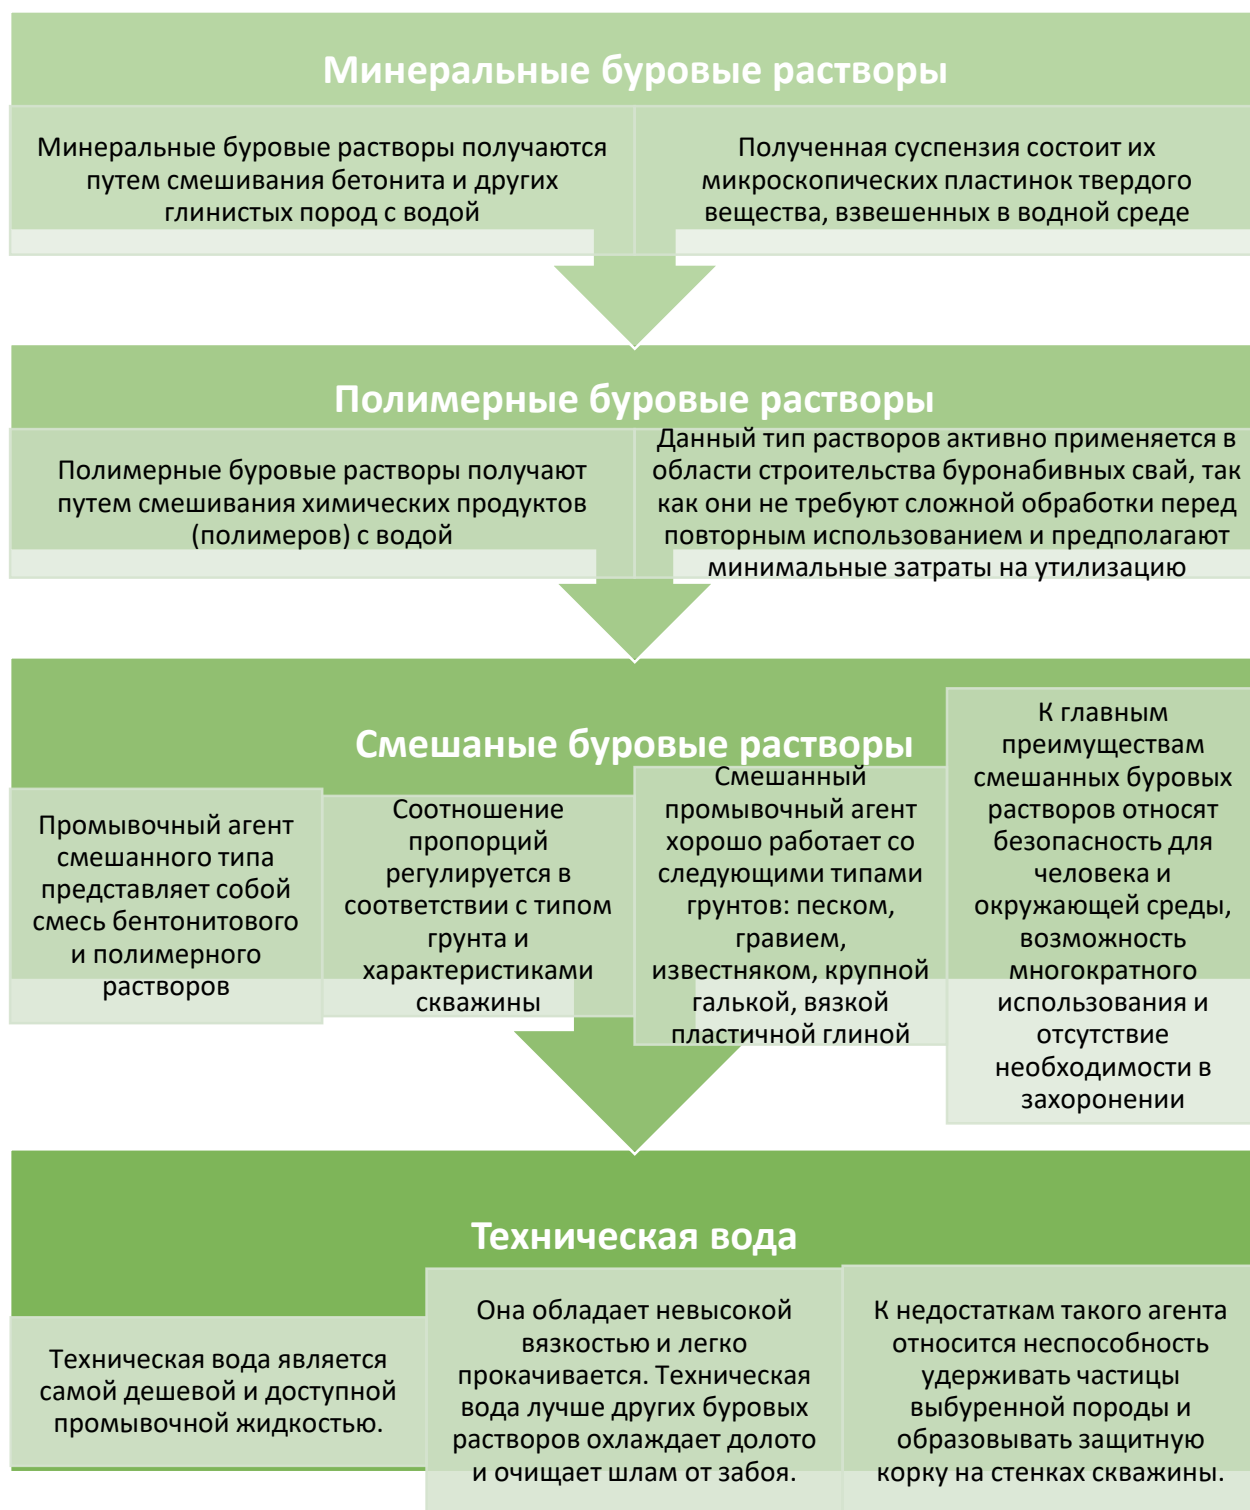 Минеральные буровые растворы
Минеральные буровые растворы получаются
путем смешивания бетонита и других
глинистых пород с водой
Полученная суспензия состоит их
микроскопических пластинок твердого
вещества, взвешенных в водной среде
Полимерные буровые растворы
Полимерные буровые растворы получают
путем смешивания химических продуктов
(полимеров) с водой
Данный тип растворов активно применяется в
области строительства буронабивных свай, так
как они не требуют сложной обработки перед
повторным использованием и предполагают
минимальные затраты на утилизацию
Смешаные буровые растворы
Промывочный агент
смешанного типа
представляет собой
смесь бентонитового
и полимерного
растворов
Соотношение
пропорций
регулируется в
соответствии с типом
грунта и
характеристиками
скважины
Смешанный
промывочный агент
хорошо работает со
следующими типами
грунтов: песком,
гравием,
известняком, крупной
галькой, вязкой
пластичной глиной
К главным
преимуществам
смешанных буровых
растворов относят
безопасность для
человека и
окружающей среды,
возможность
многократного
использования и
отсутствие
необходимости в
захоронении
Техническая вода
Техническая вода является
самой дешевой и доступной
промывочной жидкостью.
Она обладает невысокой
вязкостью и легко
прокачивается. Техническая
вода лучше других буровых
растворов охлаждает долото
и очищает шлам от забоя.
К недостаткам такого агента
относится неспособность
удерживать частицы
выбуренной породы и
образовывать защитную
корку на стенках скважины.